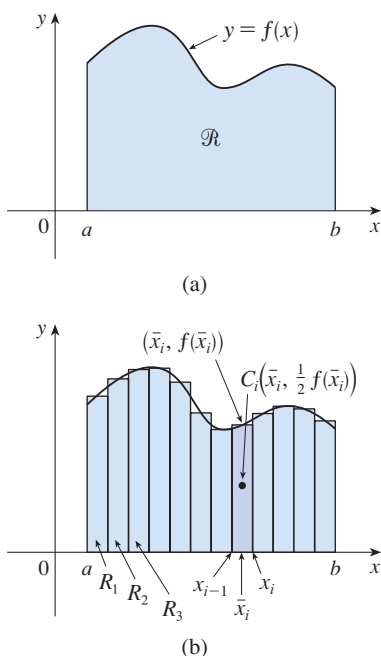 y
y = f(x)
ℛ
0 a b x
(a)
y
(x̄ᵢ, f(x̄ᵢ))
Cᵢ(x̄ᵢ, ½ f(x̄ᵢ))
0 a b x
R₁ R₂ R₃ xᵢ₋₁ x̄ᵢ xᵢ
(b)